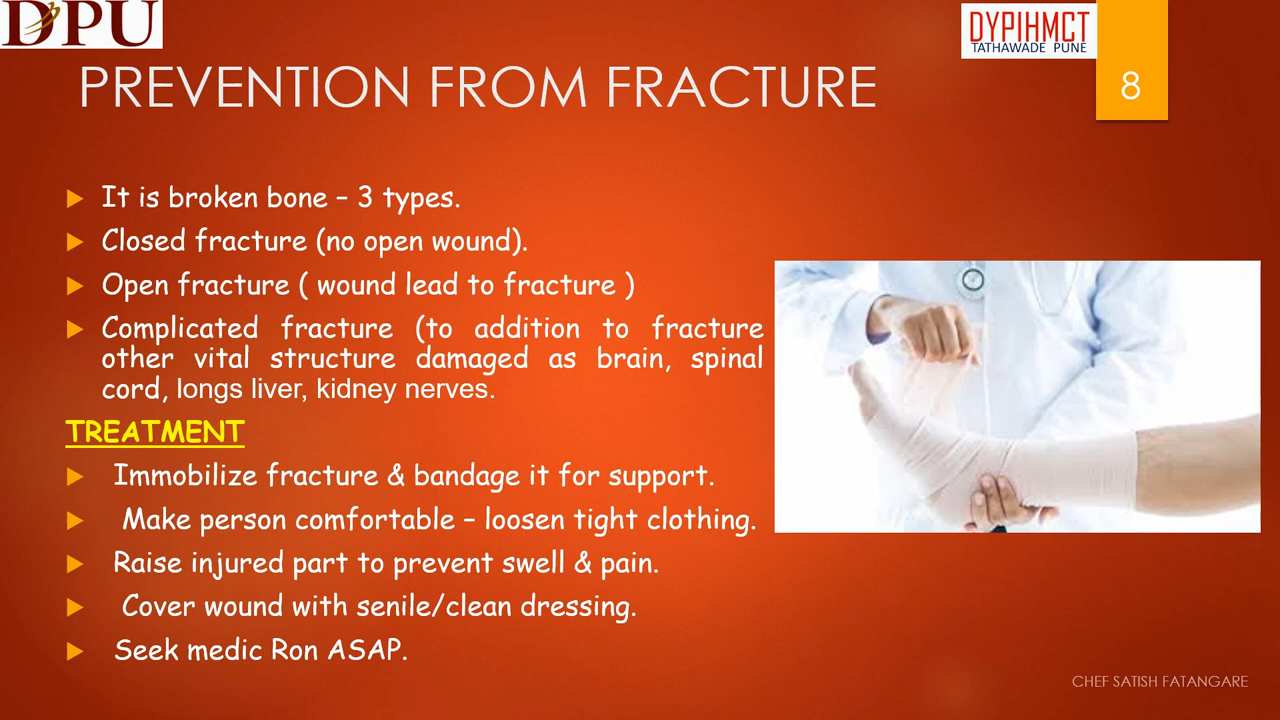 DPU
DYPIHMCT
TATHAWADE PUNE
PREVENTION FROM FRACTURE
8
It is broken bone – 3 types.
Closed fracture (no open wound).
Open fracture ( wound lead to fracture )
Complicated fracture (to addition to fracture
other vital structure damaged as brain, spinal
cord, longs liver, kidney nerves.
TREATMENT
Immobilize fracture & bandage it for support.
Make person comfortable – loosen tight clothing.
Raise injured part to prevent swell & pain.
Cover wound with senile/clean dressing.
Seek medic Ron ASAP.
CHEF SATISH FATANGARE